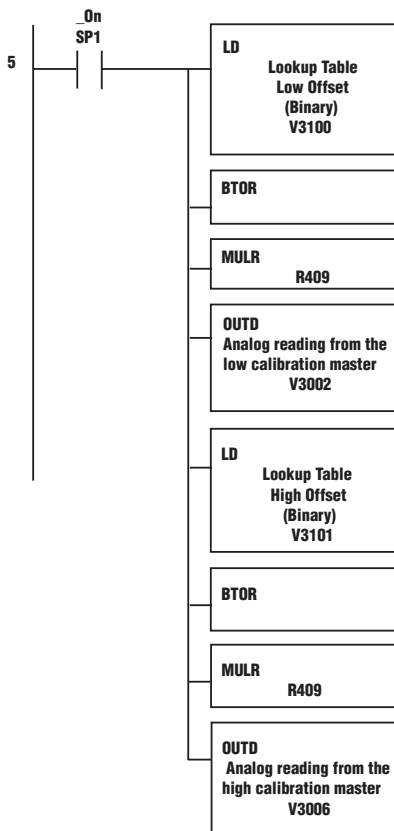 _On
SP1
5
LD
Lookup Table
Low Offset
(Binary)
V3100
BTOR
MULR
R409
OUTD
Analog reading from the
low calibration master
V3002
LD
Lookup Table
High Offset
(Binary)
V3101
BTOR
MULR
R409
OUTD
Analog reading from the
high calibration master
V3006